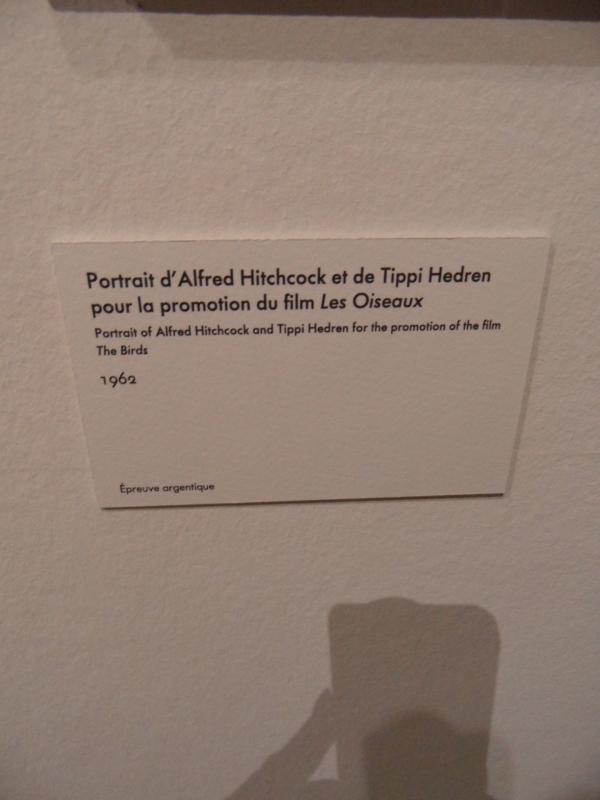 Portrait d'Alfred Hitchcock et de Tippi Hedren
pour la promotion du film Les Oiseaux
Portrait of Alfred Hitchcock and Tippi Hedren for the promotion of the film
The Birds
1962
Épreuve argentique